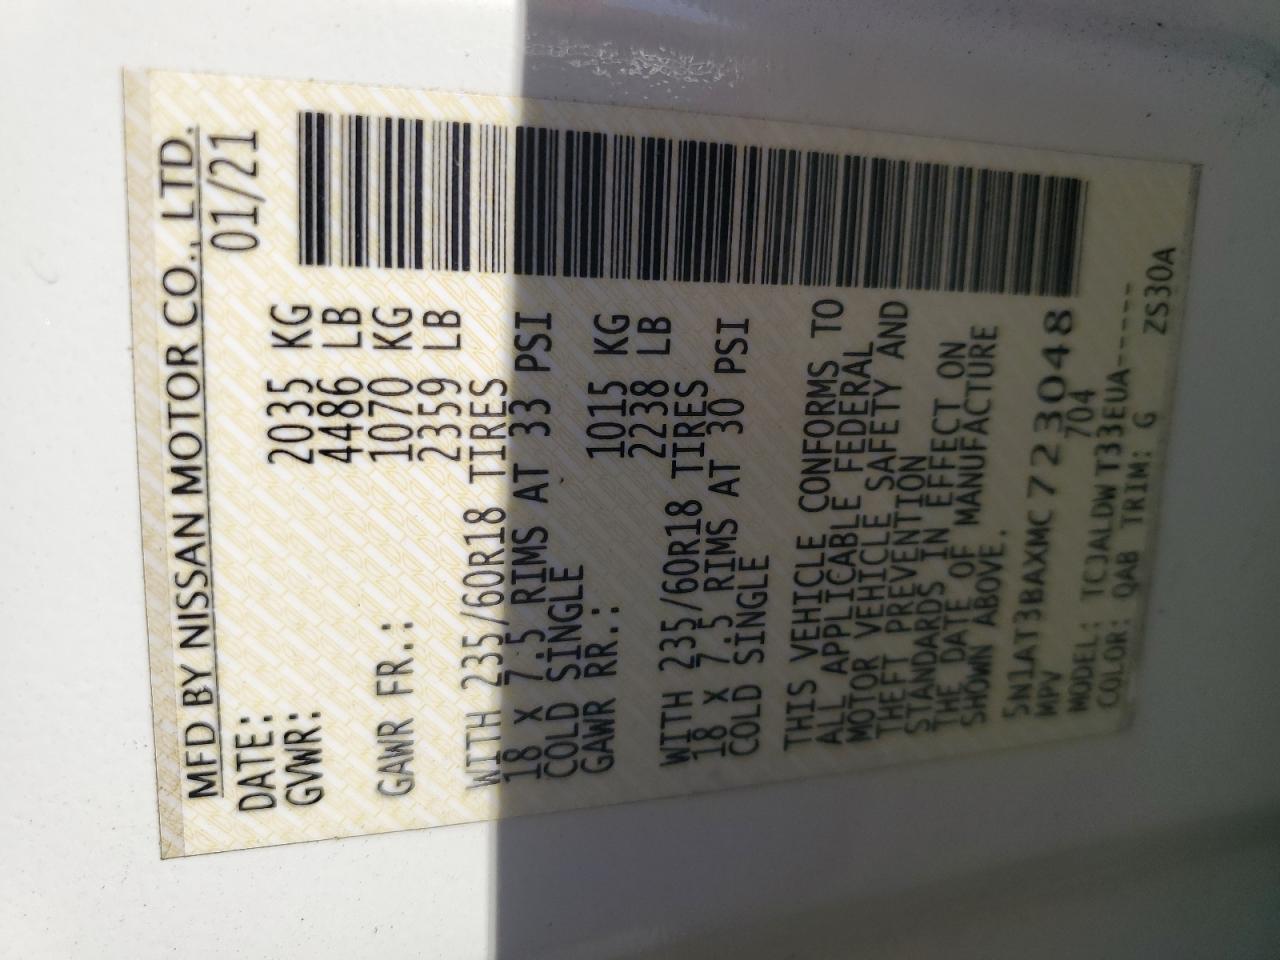 MFD BY NISSAN MOTOR CO., LTD.
DATE: 01/21
GVWR: 2035 KG
4486 LB
GAWR FR.: 1070 KG
2359 LB
WITH 235/60R18 TIRES
18 X 7.5 RIMS AT 33 PSI
COLD SINGLE
GAWR RR.: 1015 KG
2238 LB
WITH 235/60R18 TIRES
18 X 7.5 RIMS AT 30 PSI
COLD SINGLE
THIS VEHICLE CONFORMS TO
ALL APPLICABLE FEDERAL
MOTOR VEHICLE SAFETY AND
THEFT PREVENTION
STANDARDS IN EFFECT ON
THE DATE OF MANUFACTURE
SHOWN ABOVE.
5N1AT3BAXMC723048
MPV 704
MODEL: TCJALDWT33EUA-----
COLOR: QAB TRIM: G ZS30A